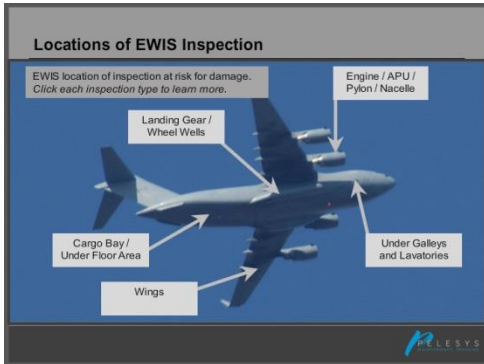 Locations of EWIS Inspection
EWIS location of inspection at risk for damage.
Click each inspection type to learn more.
Engine / APU /
Pylon / Nacelle
Landing Gear /
Wheel Wells
Cargo Bay /
Under Floor Area
Under Galleys
and Lavatories
Wings
PELESYS